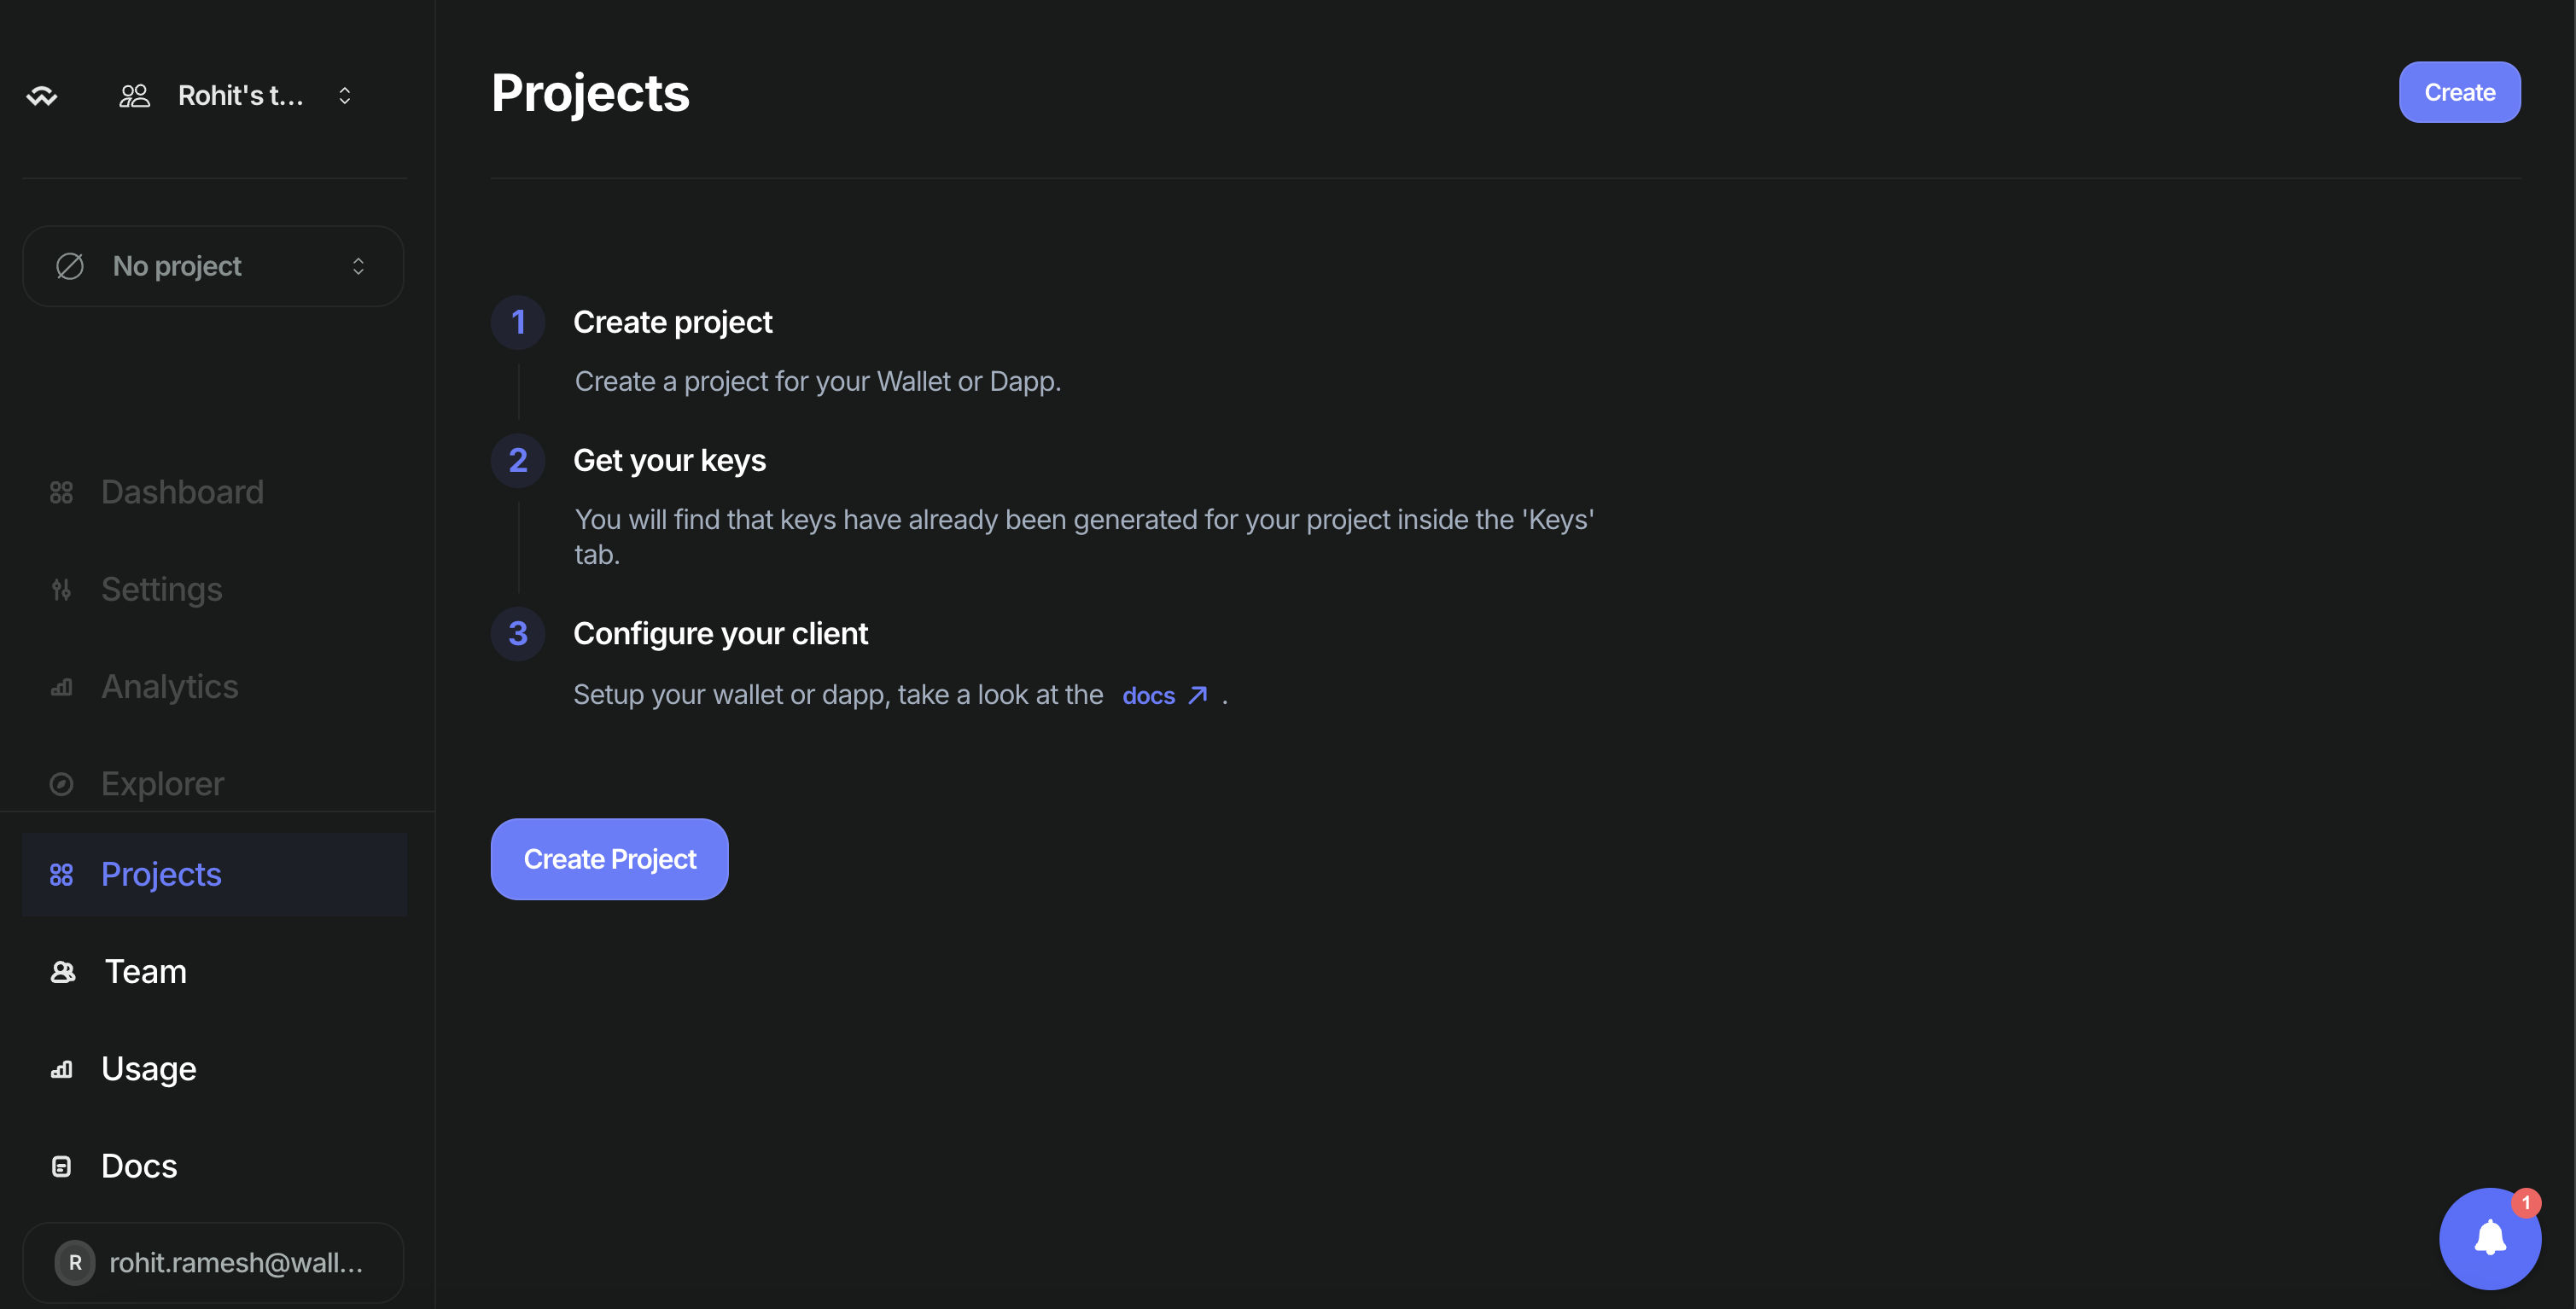 Rohit's t...
No project
Dashboard
Settings
Analytics
Explorer
Projects
Team
Usage
Docs
R
rohit.ramesh@wall...
Projects
Create
1
Create project
Create a project for your Wallet or Dapp.
2
Get your keys
You will find that keys have already been generated for your project inside the 'Keys'
tab.
3
Configure your client
Setup your wallet or dapp, take a look at the docs .
Create Project
1